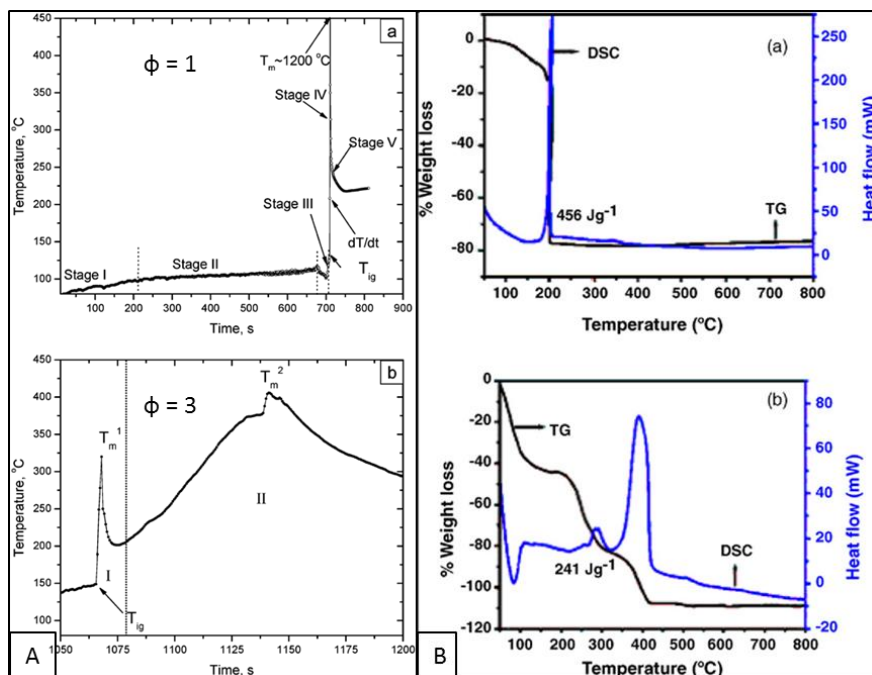 a
ϕ = 1
Tm~1200 °C
Stage IV
Stage V
Stage III
dT/dt
Tig
Stage I
Stage II
Temperature, °C
450
400
350
300
250
200
150
100
0
100
200
300
400
500
600
700
800
900
Time, s
b
ϕ = 3
Tm1
Tm2
I
II
Tig
Temperature, °C
450
400
350
300
250
200
150
100
1050
1075
1100
1125
1150
1175
1200
Time, s
A
(a)
DSC
456 Jg-1
TG
% Weight loss
0
-20
-40
-60
-80
Heat flow (mW)
250
200
150
100
50
0
100 200 300 400 500 600 700 800
Temperature (°C)
(b)
TG
241 Jg-1
DSC
% Weight loss
0
-20
-40
-60
-80
-100
-120
Heat flow (mW)
80
60
40
20
0
-20
100 200 300 400 500 600 700 800
Temperature (°C)
B